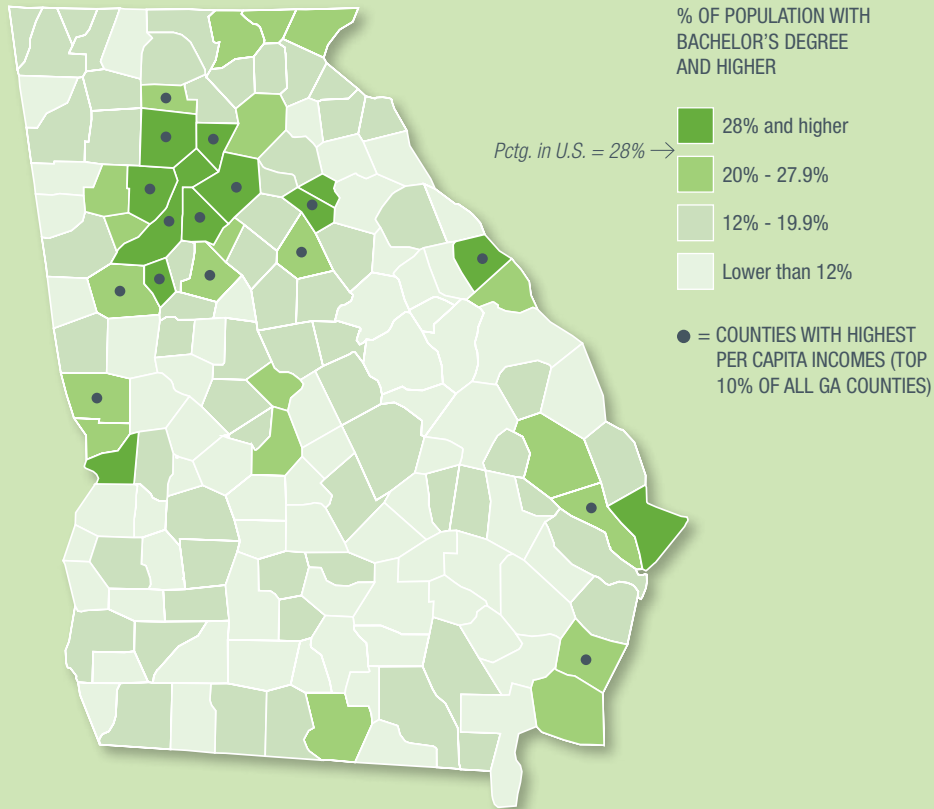 % OF POPULATION WITH
BACHELOR'S DEGREE
AND HIGHER
28% and higher
Pctg. in U.S. = 28%
20% - 27.9%
12% - 19.9%
Lower than 12%
= COUNTIES WITH HIGHEST
PER CAPITA INCOMES (TOP
10% OF ALL GA COUNTIES)